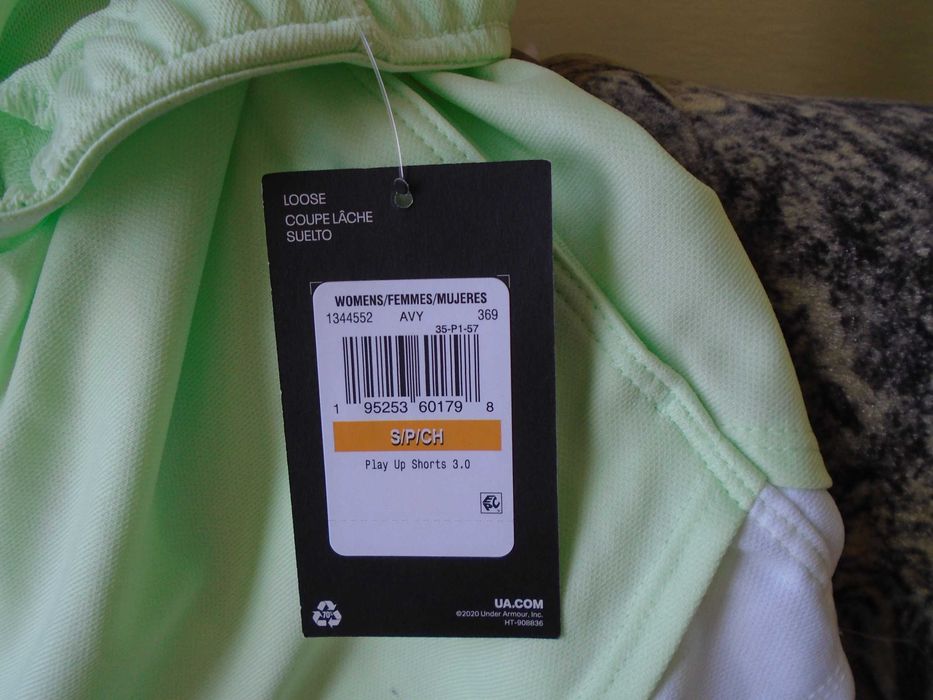 LOOSE
COUPE LÂCHE
SUELTO
WOMENS/FEMMES/MUJERES
1344552 AVY 369
35-P1-57
1 95253 60179 8
S/P/CH
Play Up Shorts 3.0
70%
UA.COM
©2020 Under Armour, Inc.
HT-908836